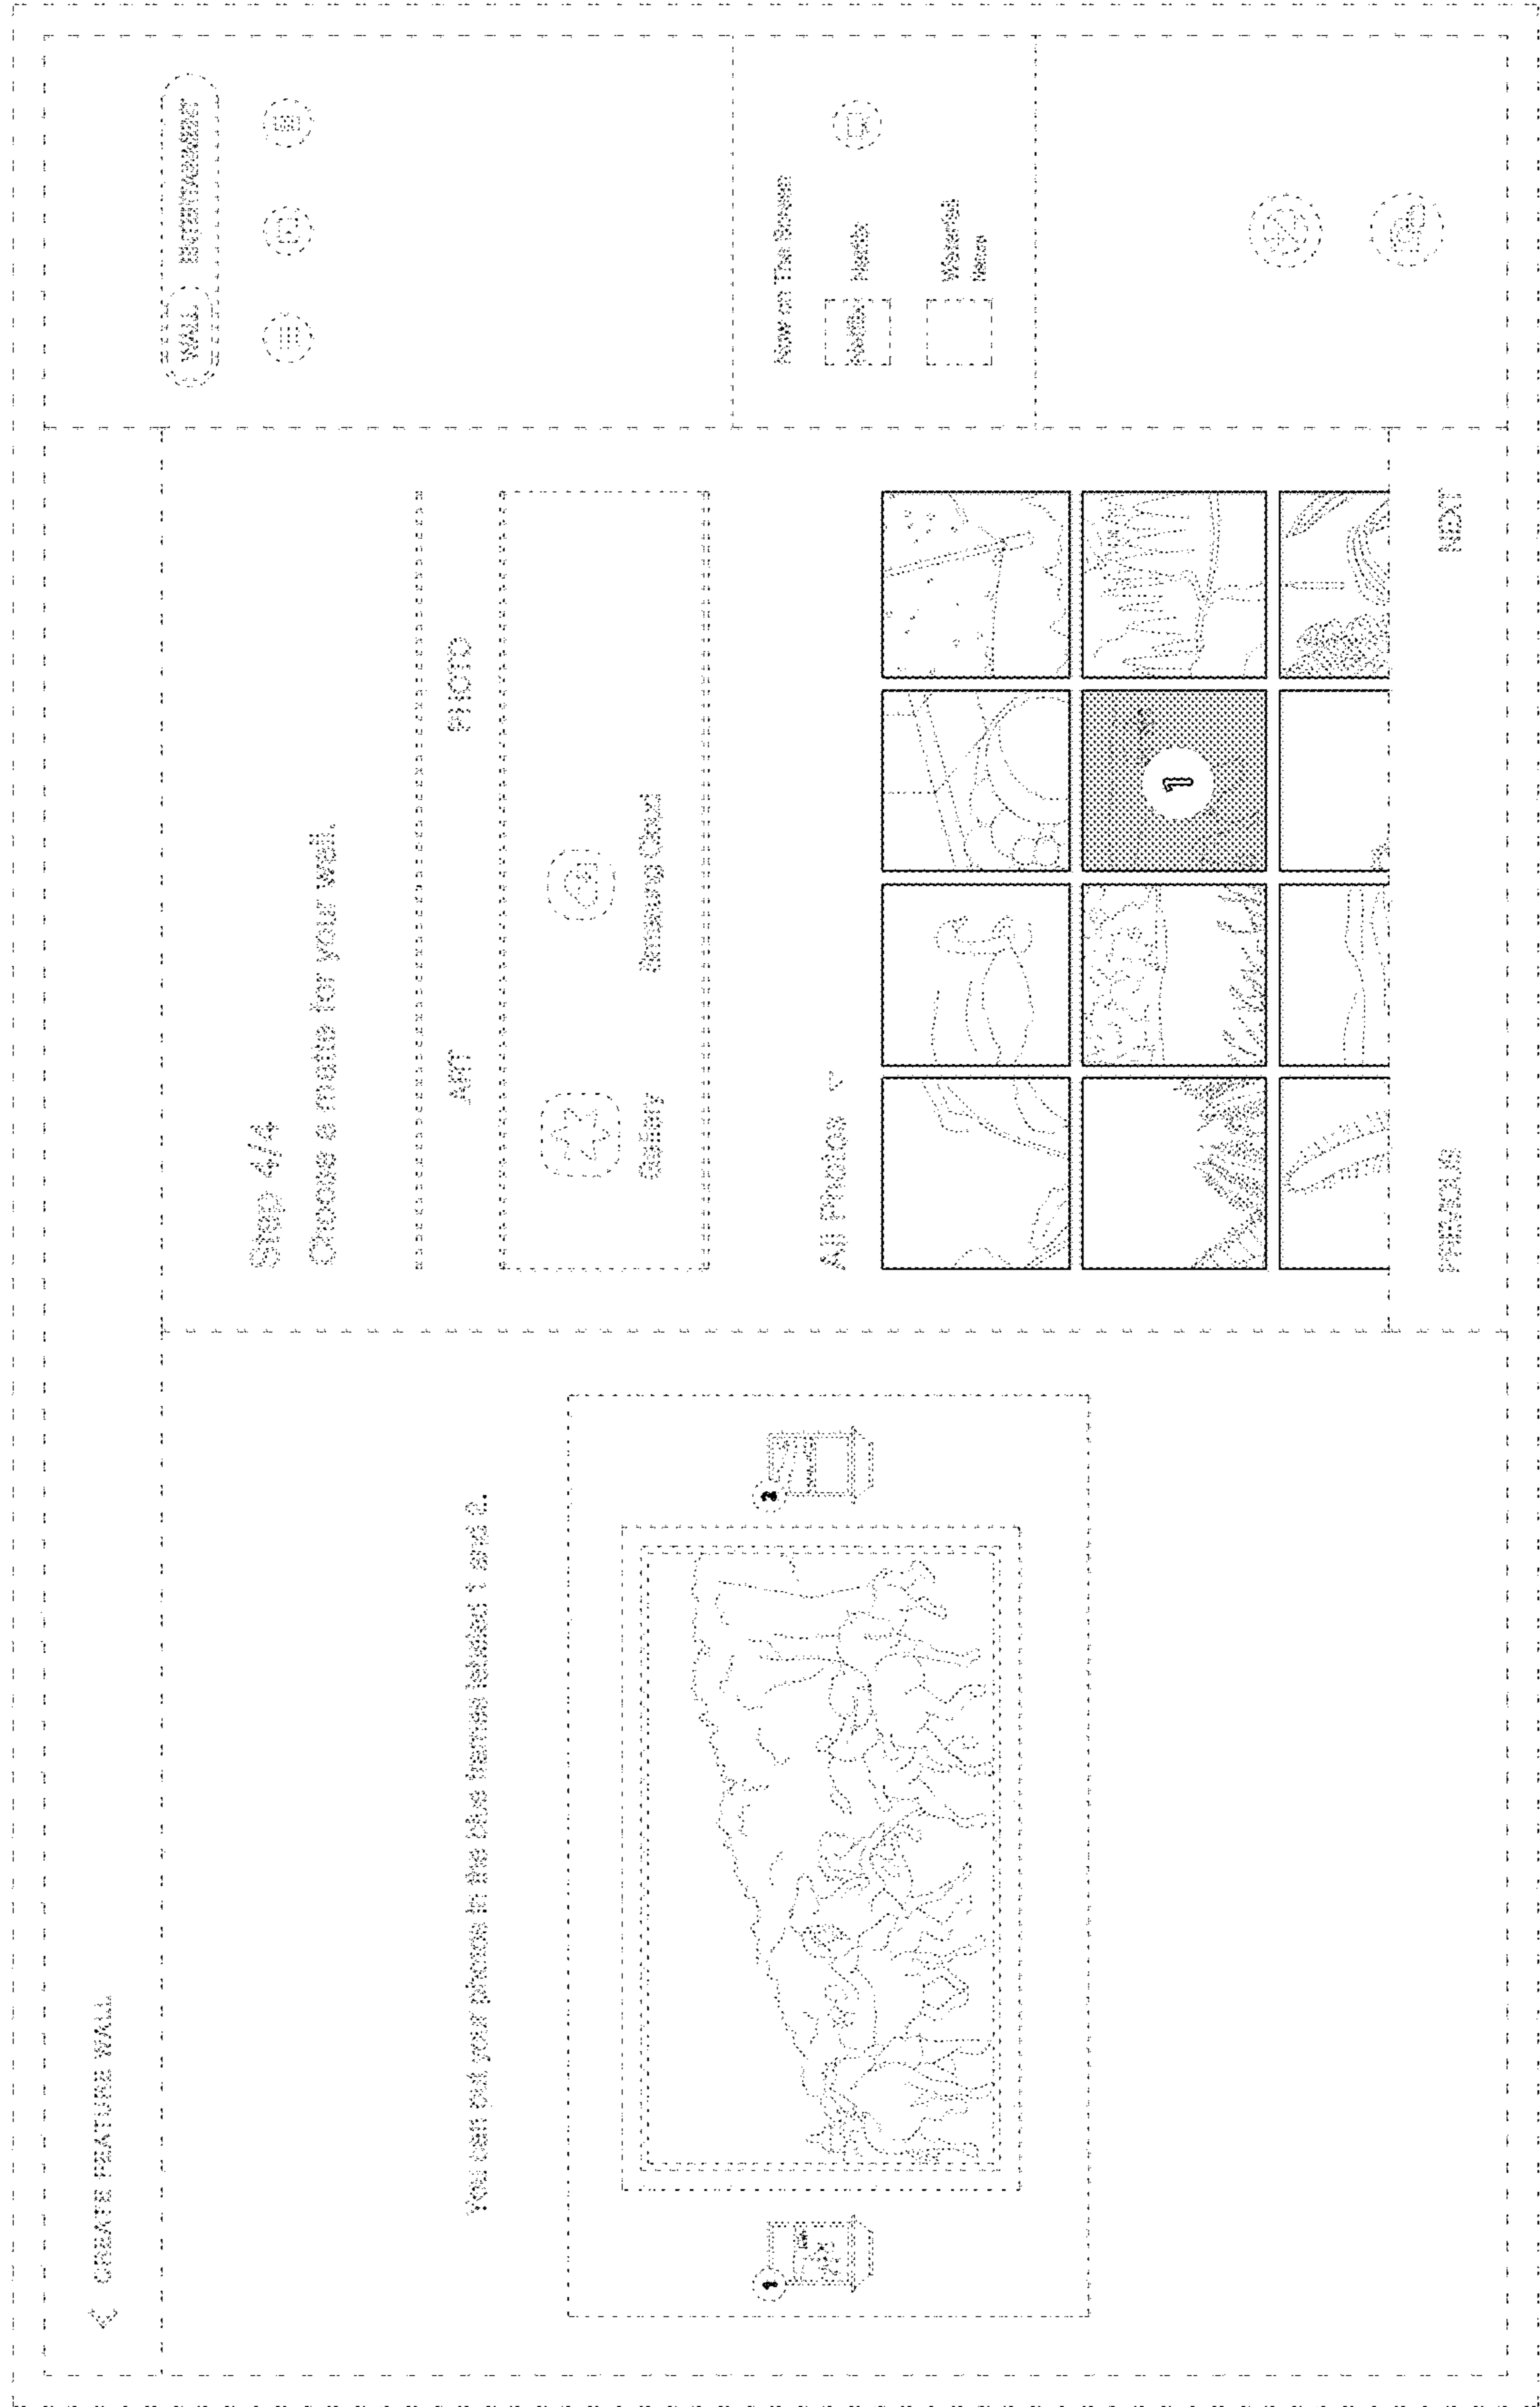 CREATE FEATURE WALL
You can put your photos in the blue frames labeled 1 and 2.
1
2
Step 4/4
Choose a matte for your wall.
ART
PHOTO
Gallery
Samsung Cloud
All Photos
1
PREVIOUS
NEXT
WALL
Now on The Screen